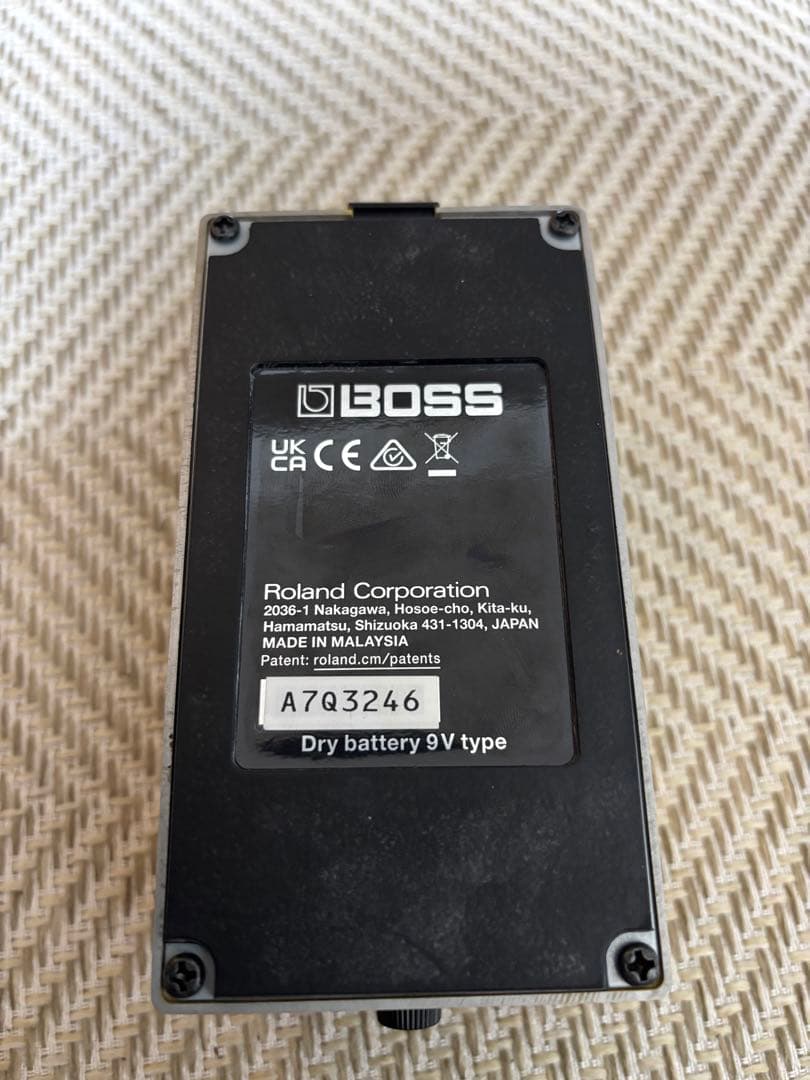 BOSS
UK
CA CE
Roland Corporation
2036-1 Nakagawa, Hosoe-cho, Kita-ku,
Hamamatsu, Shizuoka 431-1304, JAPAN
MADE IN MALAYSIA
Patent: roland.cm/patents
A7Q3246
Dry battery 9V type